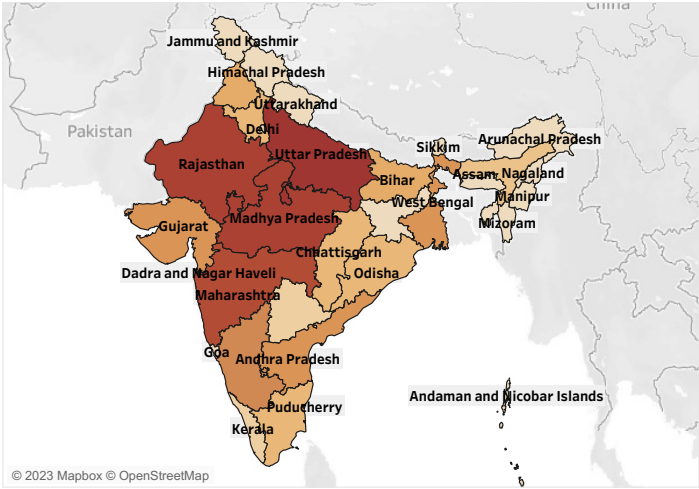 China
Jammu and Kashmir
Himachal Pradesh
Uttarakhand
Pakistan
Delhi
Sikkim
Arunachal Pradesh
Rajasthan
Uttar Pradesh
Assam
Nagaland
Bihar
Manipur
West Bengal
Gujarat
Madhya Pradesh
Mizoram
Chhattisgarh
Dadra and Nagar Haveli
Odisha
Maharashtra
Goa
Andhra Pradesh
Andaman and Nicobar Islands
Puducherry
Kerala
© 2023 Mapbox © OpenStreetMap